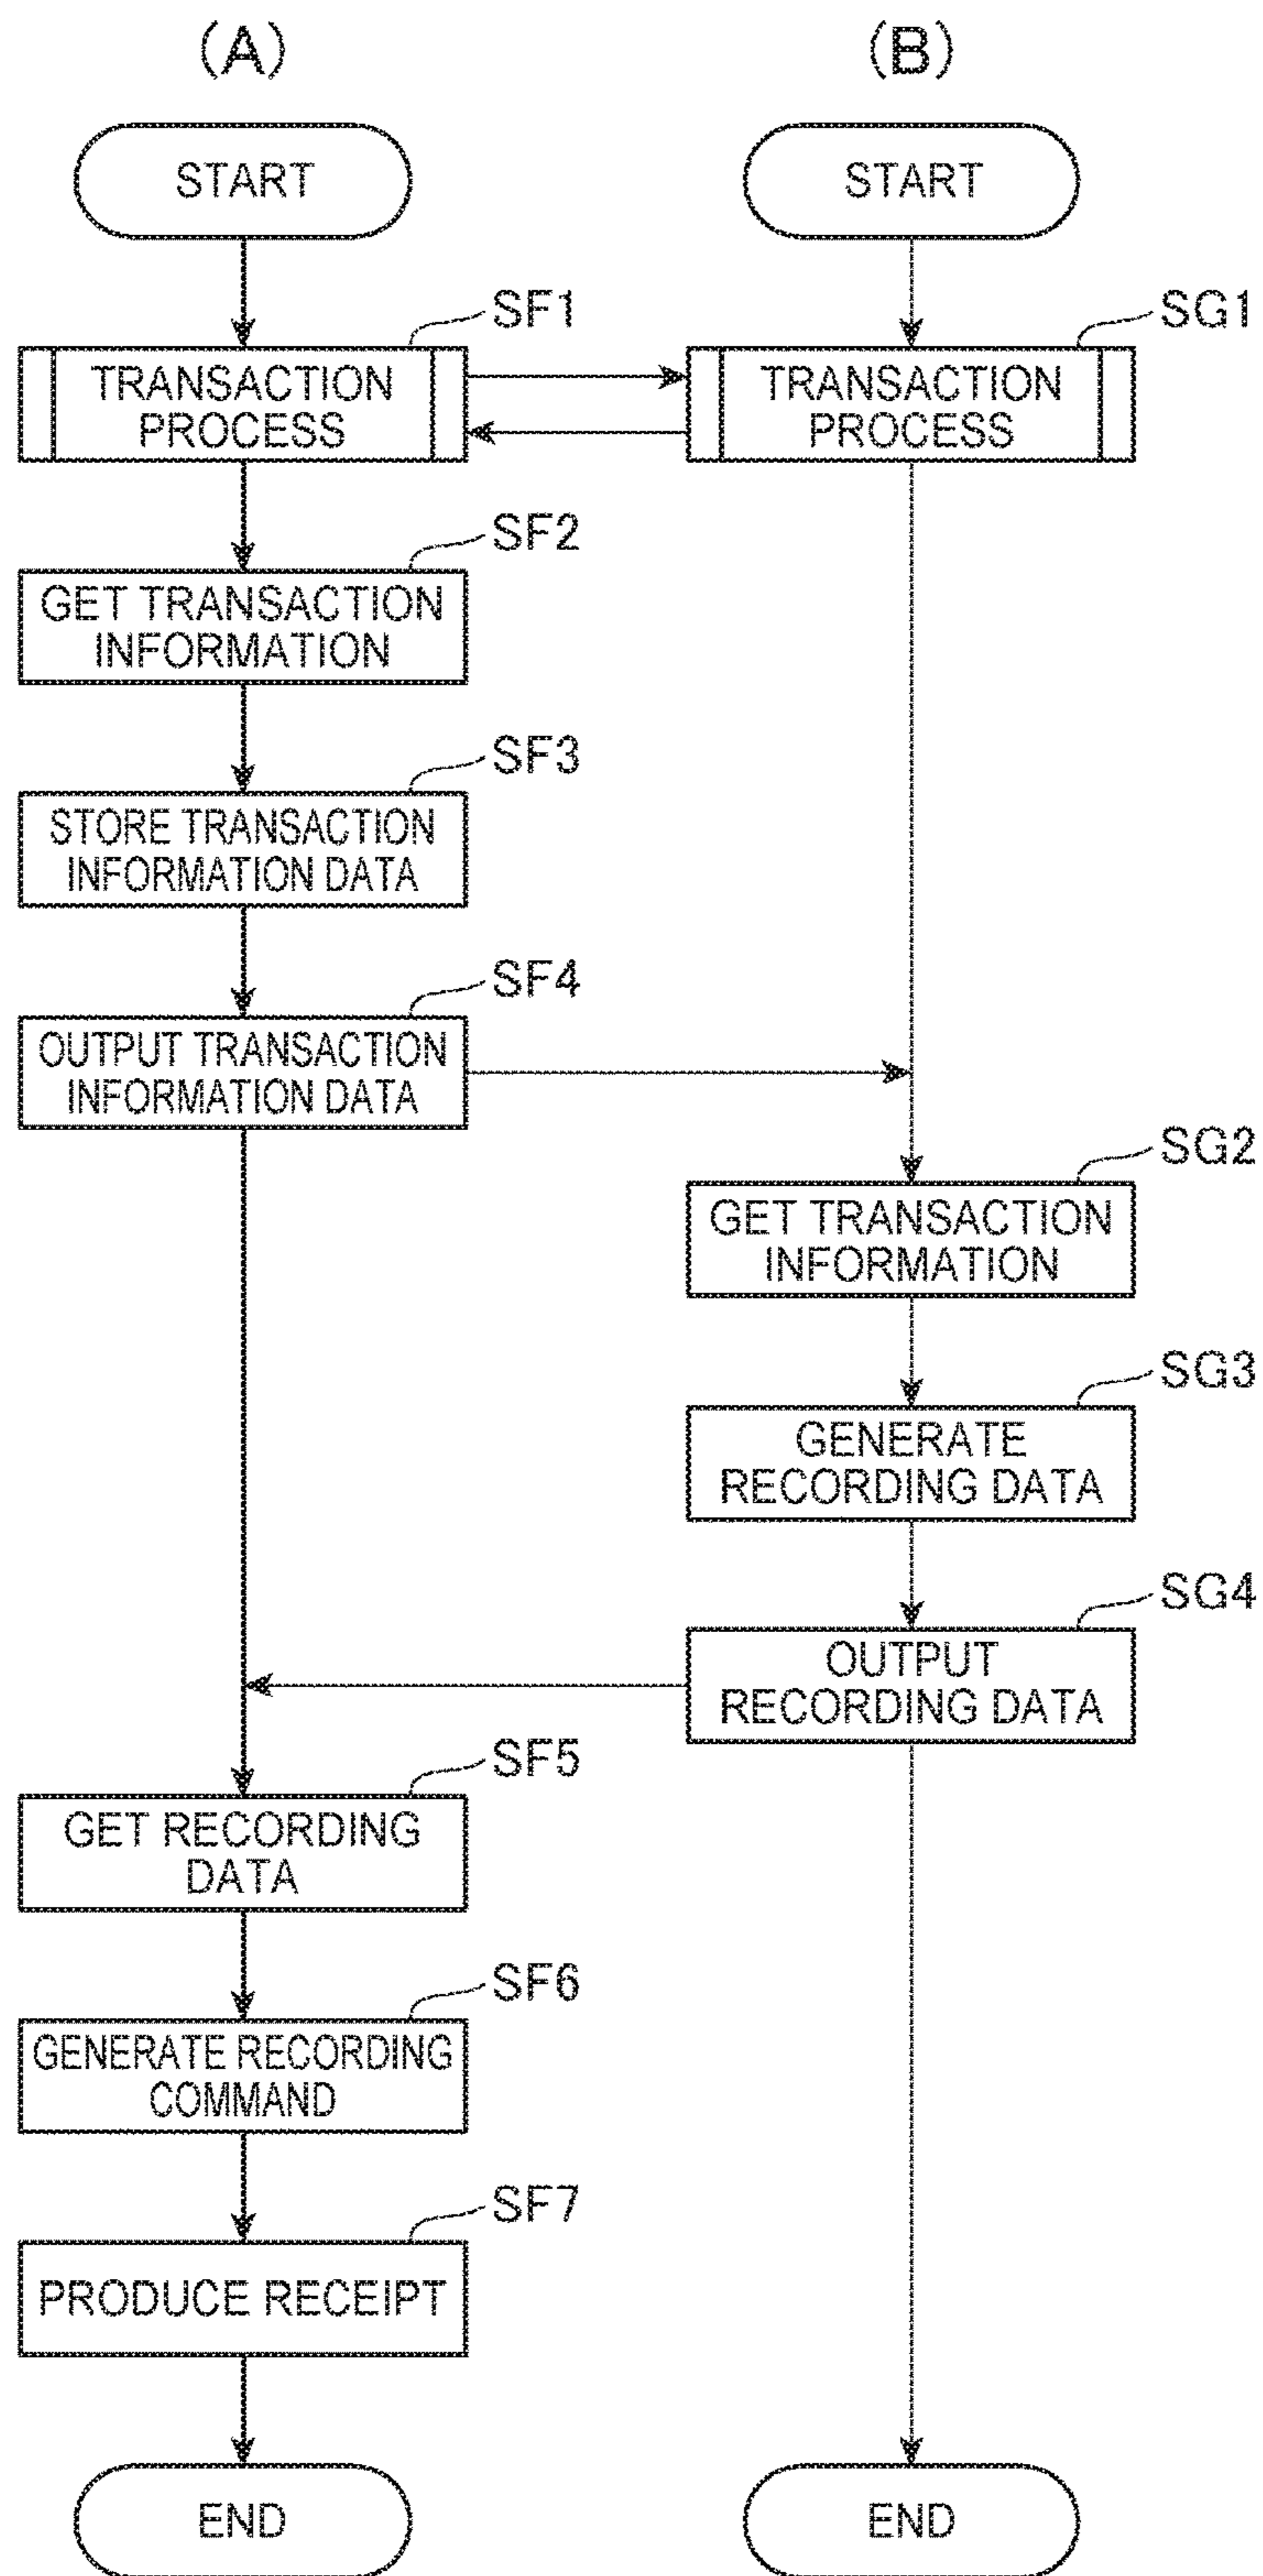 (A)
(B)
START
START
SF1
SG1
TRANSACTION
PROCESS
TRANSACTION
PROCESS
SF2
GET TRANSACTION
INFORMATION
SF3
STORE TRANSACTION
INFORMATION DATA
SF4
OUTPUT TRANSACTION
INFORMATION DATA
SG2
GET TRANSACTION
INFORMATION
SG3
GENERATE
RECORDING DATA
SG4
OUTPUT
RECORDING DATA
SF5
GET RECORDING
DATA
SF6
GENERATE RECORDING
COMMAND
SF7
PRODUCE RECEIPT
END
END